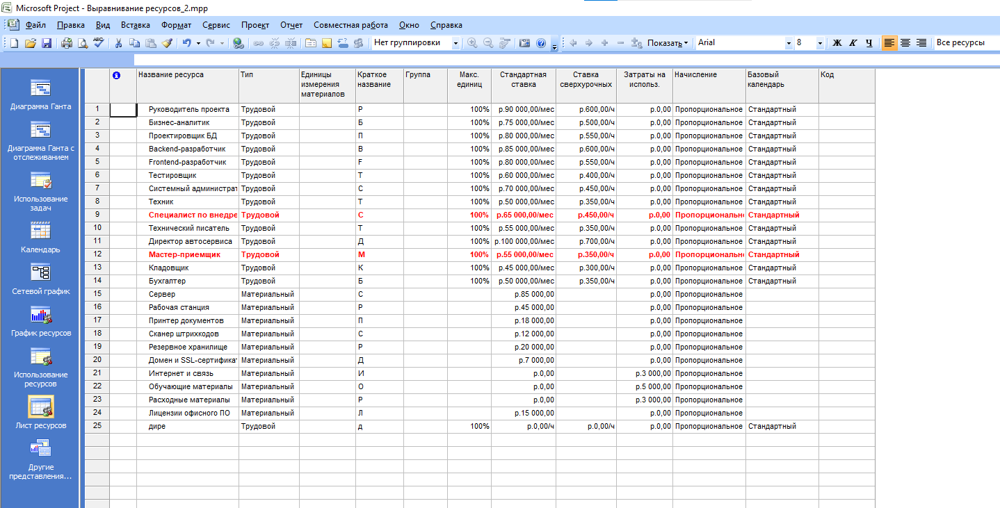 Microsoft Project - Выравнивание ресурсов_2.mpp
Файл Правка Вид Вставка Формат Сервис Проект Отчет Совместная работа Окно Справка
Нет группировки Показать Arial 8 Ж К Ч Все ресурсы
Название ресурса Тип Единицы измерения материалов Краткое название Группа Макс. единиц Стандартная ставка Ставка сверхурочных Затраты на использ. Начисление Базовый календарь Код
1 Руководитель проекта Трудовой Р 100% р.90 000,00/мес р.600,00/ч р.0,00 Пропорциональное Стандартный
2 Бизнес-аналитик Трудовой Б 100% р.75 000,00/мес р.500,00/ч р.0,00 Пропорциональное Стандартный
3 Проектировщик БД Трудовой П 100% р.80 000,00/мес р.550,00/ч р.0,00 Пропорциональное Стандартный
4 Backend-разработчик Трудовой B 100% р.85 000,00/мес р.600,00/ч р.0,00 Пропорциональное Стандартный
5 Frontend-разработчик Трудовой F 100% р.80 000,00/мес р.550,00/ч р.0,00 Пропорциональное Стандартный
6 Тестировщик Трудовой Т 100% р.60 000,00/мес р.400,00/ч р.0,00 Пропорциональное Стандартный
7 Системный администрат Трудовой С 100% р.70 000,00/мес р.450,00/ч р.0,00 Пропорциональное Стандартный
8 Техник Трудовой Т 100% р.50 000,00/мес р.350,00/ч р.0,00 Пропорциональное Стандартный
9 Специалист по внедре Трудовой С 100% р.65 000,00/мес р.450,00/ч р.0,00 Пропорциональн Стандартный
10 Технический писатель Трудовой Т 100% р.55 000,00/мес р.350,00/ч р.0,00 Пропорциональное Стандартный
11 Директор автосервиса Трудовой Д 100% р.100 000,00/мес р.700,00/ч р.0,00 Пропорциональное Стандартный
12 Мастер-приемщик Трудовой М 100% р.55 000,00/мес р.350,00/ч р.0,00 Пропорциональн Стандартный
13 Кладовщик Трудовой К 100% р.45 000,00/мес р.300,00/ч р.0,00 Пропорциональное Стандартный
14 Бухгалтер Трудовой Б 100% р.50 000,00/мес р.350,00/ч р.0,00 Пропорциональное Стандартный
15 Сервер Материальный С р.85 000,00 р.0,00 Пропорциональное
16 Рабочая станция Материальный Р р.45 000,00 р.0,00 Пропорциональное
17 Принтер документов Материальный П р.18 000,00 р.0,00 Пропорциональное
18 Сканер штрихкодов Материальный С р.12 000,00 р.0,00 Пропорциональное
19 Резервное хранилище Материальный Р р.20 000,00 р.0,00 Пропорциональное
20 Домен и SSL-сертифика Материальный Д р.7 000,00 р.0,00 Пропорциональное
21 Интернет и связь Материальный И р.0,00 р.3 000,00 Пропорциональное
22 Обучающие материалы Материальный О р.0,00 р.5 000,00 Пропорциональное
23 Расходные материалы Материальный Р р.0,00 р.3 000,00 Пропорциональное
24 Лицензии офисного ПО Материальный Л р.15 000,00 р.0,00 Пропорциональное
25 дире Трудовой д 100% р.0,00/ч р.0,00/ч р.0,00 Пропорциональное Стандартный
Диаграмма Ганта
Диаграмма Ганта с
отслеживанием
Использование
задач
Календарь
Сетевой график
График ресурсов
Использование
ресурсов
Лист ресурсов
Другие
представления...